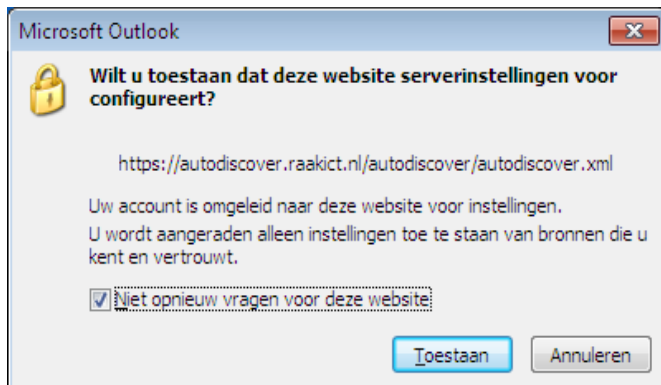 Microsoft Outlook
Wilt u toestaan dat deze website serverinstellingen voor
configureert?
https://autodiscover.raakict.nl/autodiscover/autodiscover.xml
Uw account is omgeleid naar deze website voor instellingen.
U wordt aangeraden alleen instellingen toe te staan van bronnen die u
kent en vertrouwt.
Niet opnieuw vragen voor deze website
Toestaan
Annuleren